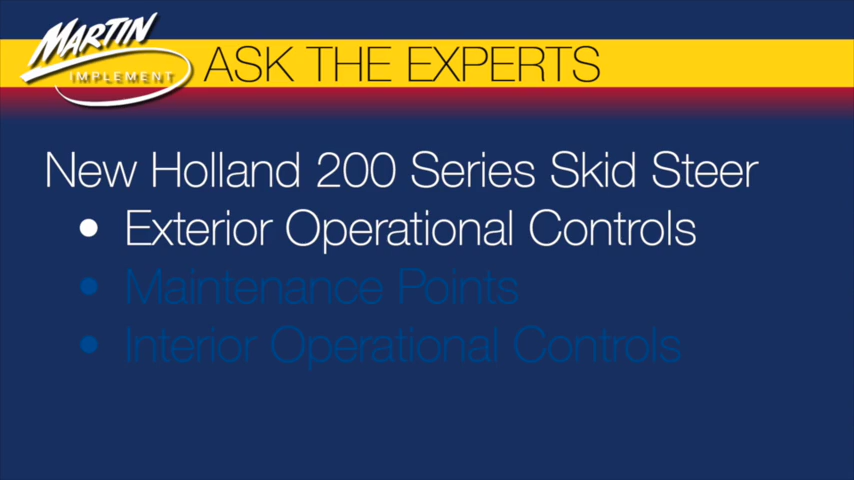 MARTIN
IMPLEMENT
ASK THE EXPERTS
New Holland 200 Series Skid Steer
• Exterior Operational Controls
• Maintenance Points
• Interior Operational Controls